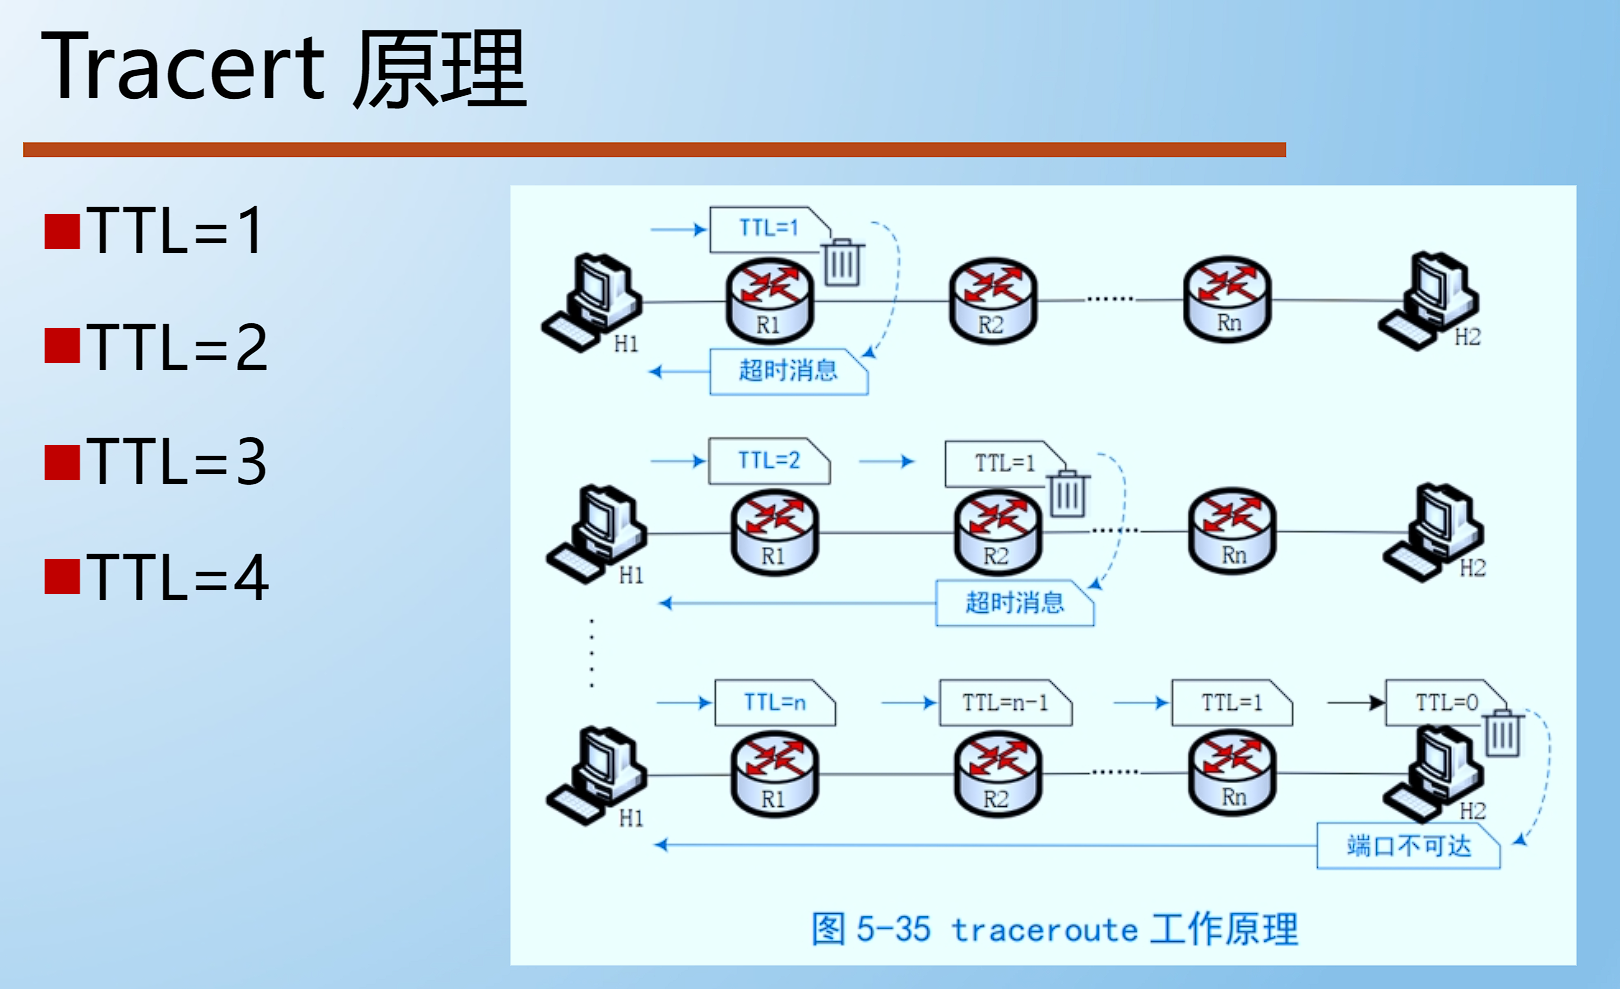 Tracert 原理
TTL=1
TTL=2
TTL=3
TTL=4
TTL=1
R1
R2
Rn
H1
H2
超时消息
TTL=2
TTL=1
R1
R2
Rn
H1
H2
超时消息
TTL=n
TTL=n-1
TTL=1
TTL=0
R1
R2
Rn
H1
H2
端口不可达
图 5-35 traceroute 工作原理